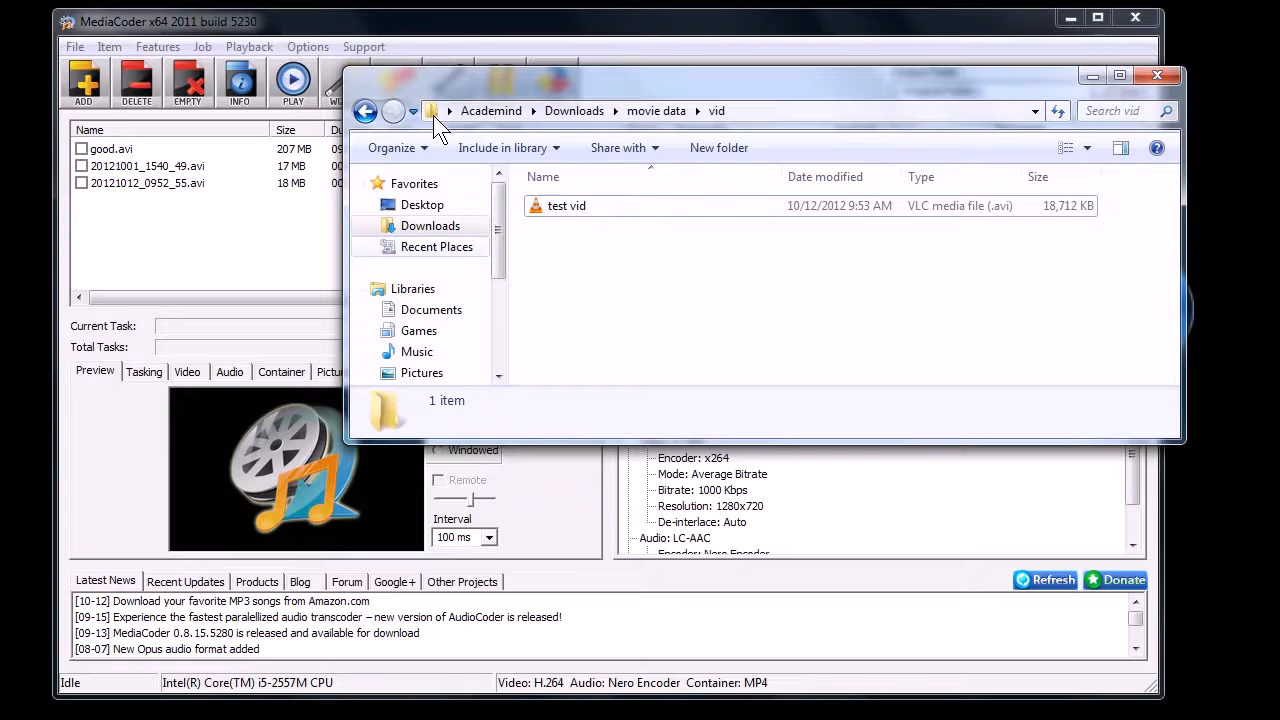 MediaCoder x64 2011 build 5230
File Item Features Job Playback Options Support
ADD DELETE EMPTY INFO PLAY
Academind Downloads movie data vid Search vid
Organize Include in library Share with New folder
Name Size
good.avi 207 MB
20121001_1540_49.avi 17 MB
20121012_0952_55.avi 18 MB
Favorites
Desktop
Downloads
Recent Places
Libraries
Documents
Games
Music
Pictures
Name Date modified Type Size
test vid 10/12/2012 9:53 AM VLC media file (.avi) 18,712 KB
1 item
Current Task:
Total Tasks:
Preview Tasking Video Audio Container
Windowed
Remote
Interval
100 ms
Encoder: x264
Mode: Average Bitrate
Bitrate: 1000 Kbps
Resolution: 1280x720
De-interlace: Auto
Audio: LC-AAC
Encoder: Nero Encoder
Latest News Recent Updates Products Blog Forum Google+ Other Projects Refresh Donate
[10-12] Download your favorite MP3 songs from Amazon.com
[09-15] Experience the fastest paralellized audio transcoder – new version of AudioCoder is released!
[09-13] MediaCoder 0.8.15.5280 is released and available for download
[08-07] New Opus audio format added
Idle Intel(R) Core(TM) i5-2557M CPU Video: H.264 Audio: Nero Encoder Container: MP4